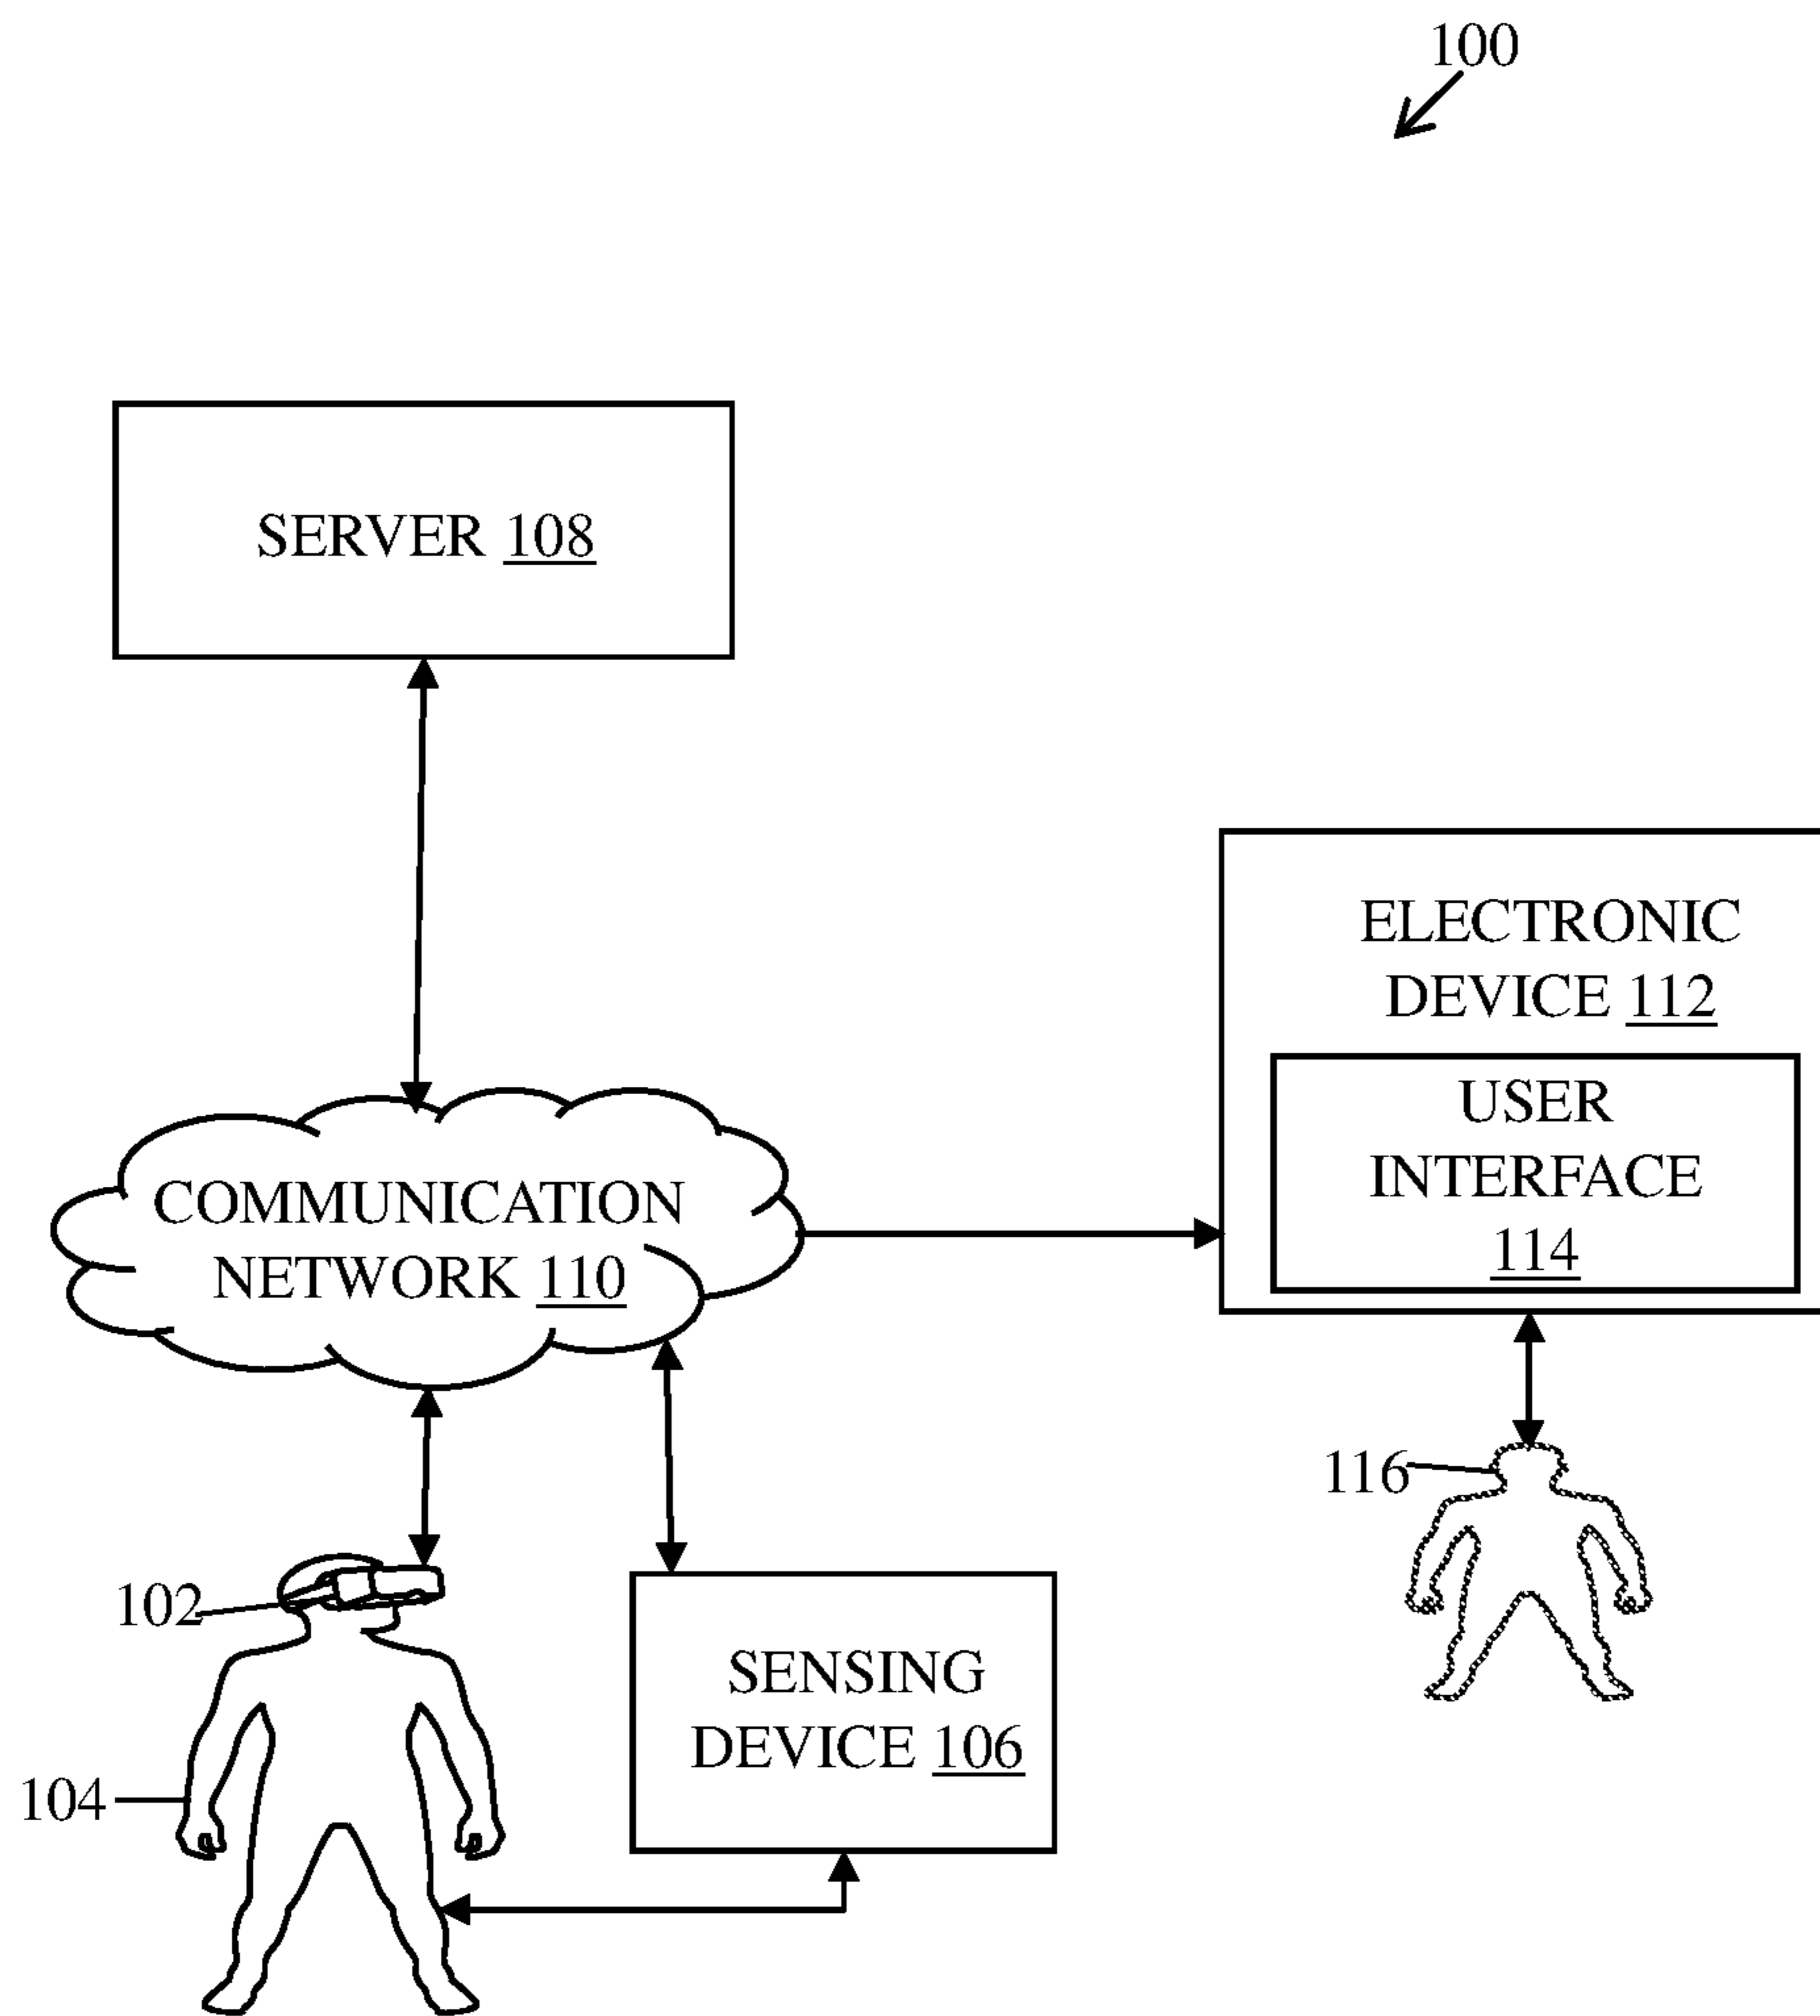 100
SERVER 108
ELECTRONIC
DEVICE 112
USER
INTERFACE
114
COMMUNICATION
NETWORK 110
116
102
SENSING
DEVICE 106
104